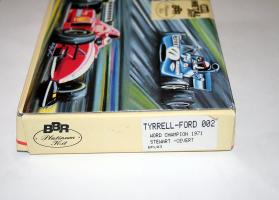 BBR
Platinum
Kit
TYRRELL-FORD 002
WORD CHAMPION 1971
STEWART -CEVERT